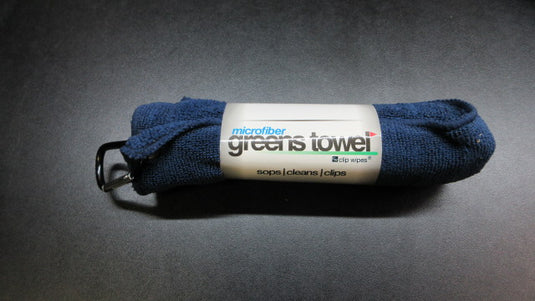 microfiber
greens towel
clip wipes®
sops | cleans | clips